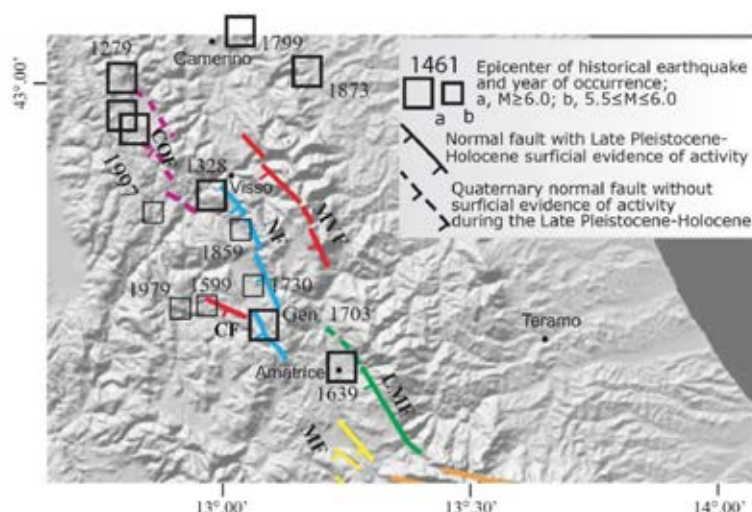 1279
Camerino
1799
1873
43°.00'
1461
Epicenter of historical earthquake
and year of occurrence;
a, M≥6.0; b, 5.5≤M≤6.0
a
b
Normal fault with Late Pleistocene-
Holocene surficial evidence of activity
Quaternary normal fault without
surficial evidence of activity
during the Late Pleistocene-Holocene
COF
1997
1328
Visso
MVF
NF
1859
1979
1599
1730
CF
Gen. 1703
Teramo
Amatrice
1639
LMF
MF
13°.00'
13°.30'
14°.00'